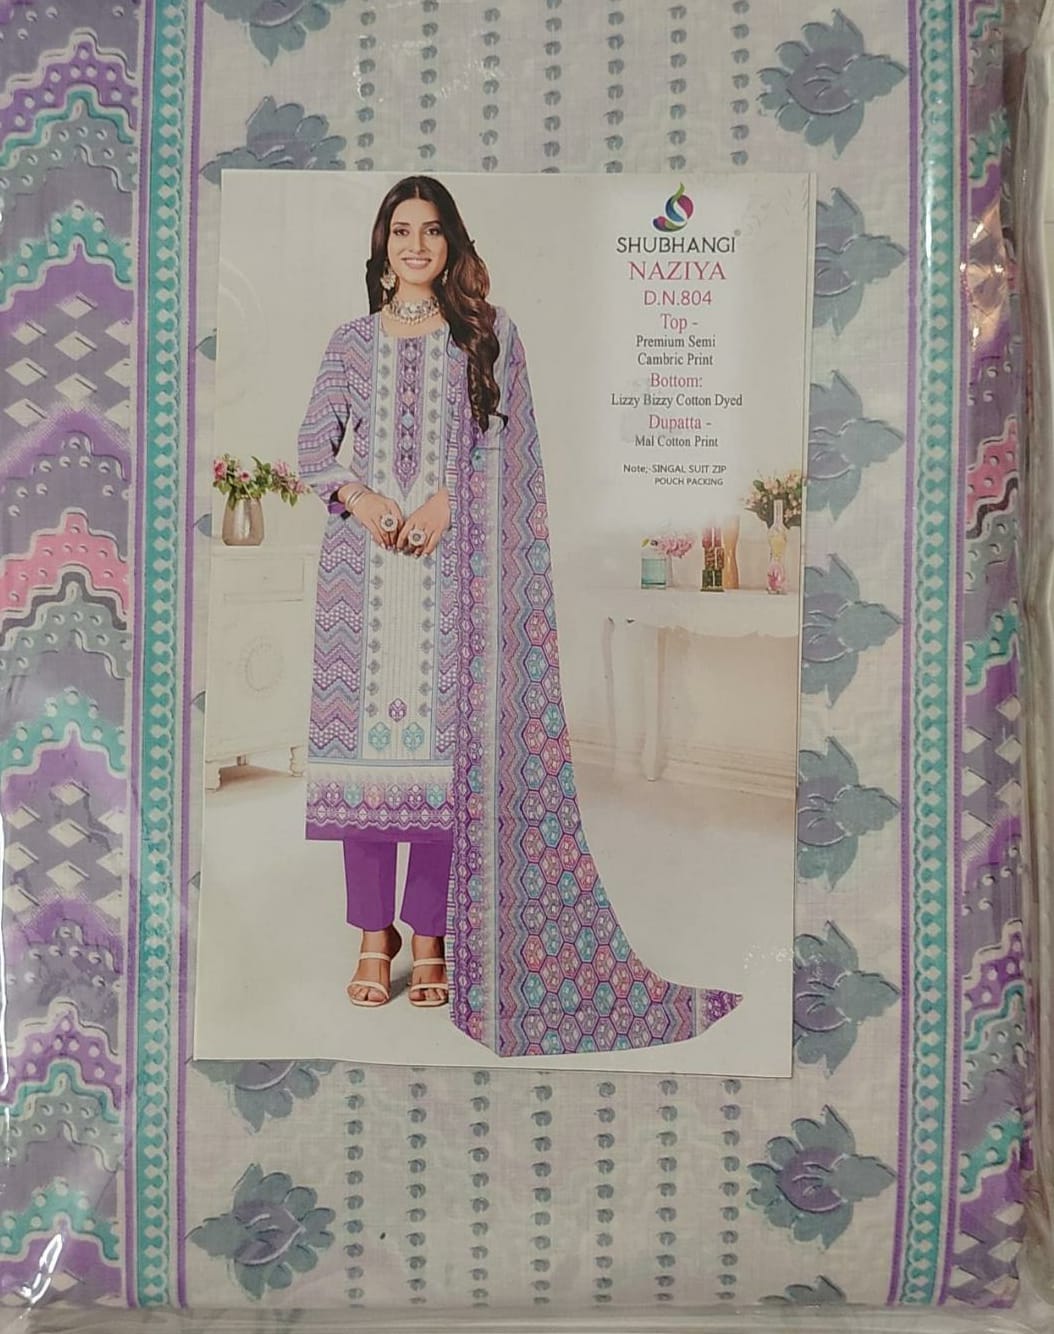 SHUBHANGI
NAZIYA
D.N.804
Top -
Premium Semi
Cambric Print
Bottom:
Lizzy Bizzy Cotton Dyed
Dupatta -
Mal Cotton Print
Note;-SINGAL SUIT ZIP
POUCH PACKING